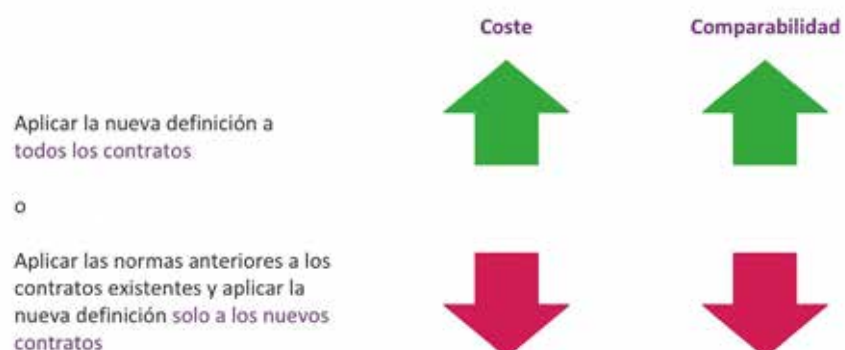 Coste
Comparabilidad
Aplicar la nueva definición a
todos los contratos
o
Aplicar las normas anteriores a los
contratos existentes y aplicar la
nueva definición solo a los nuevos
contratos